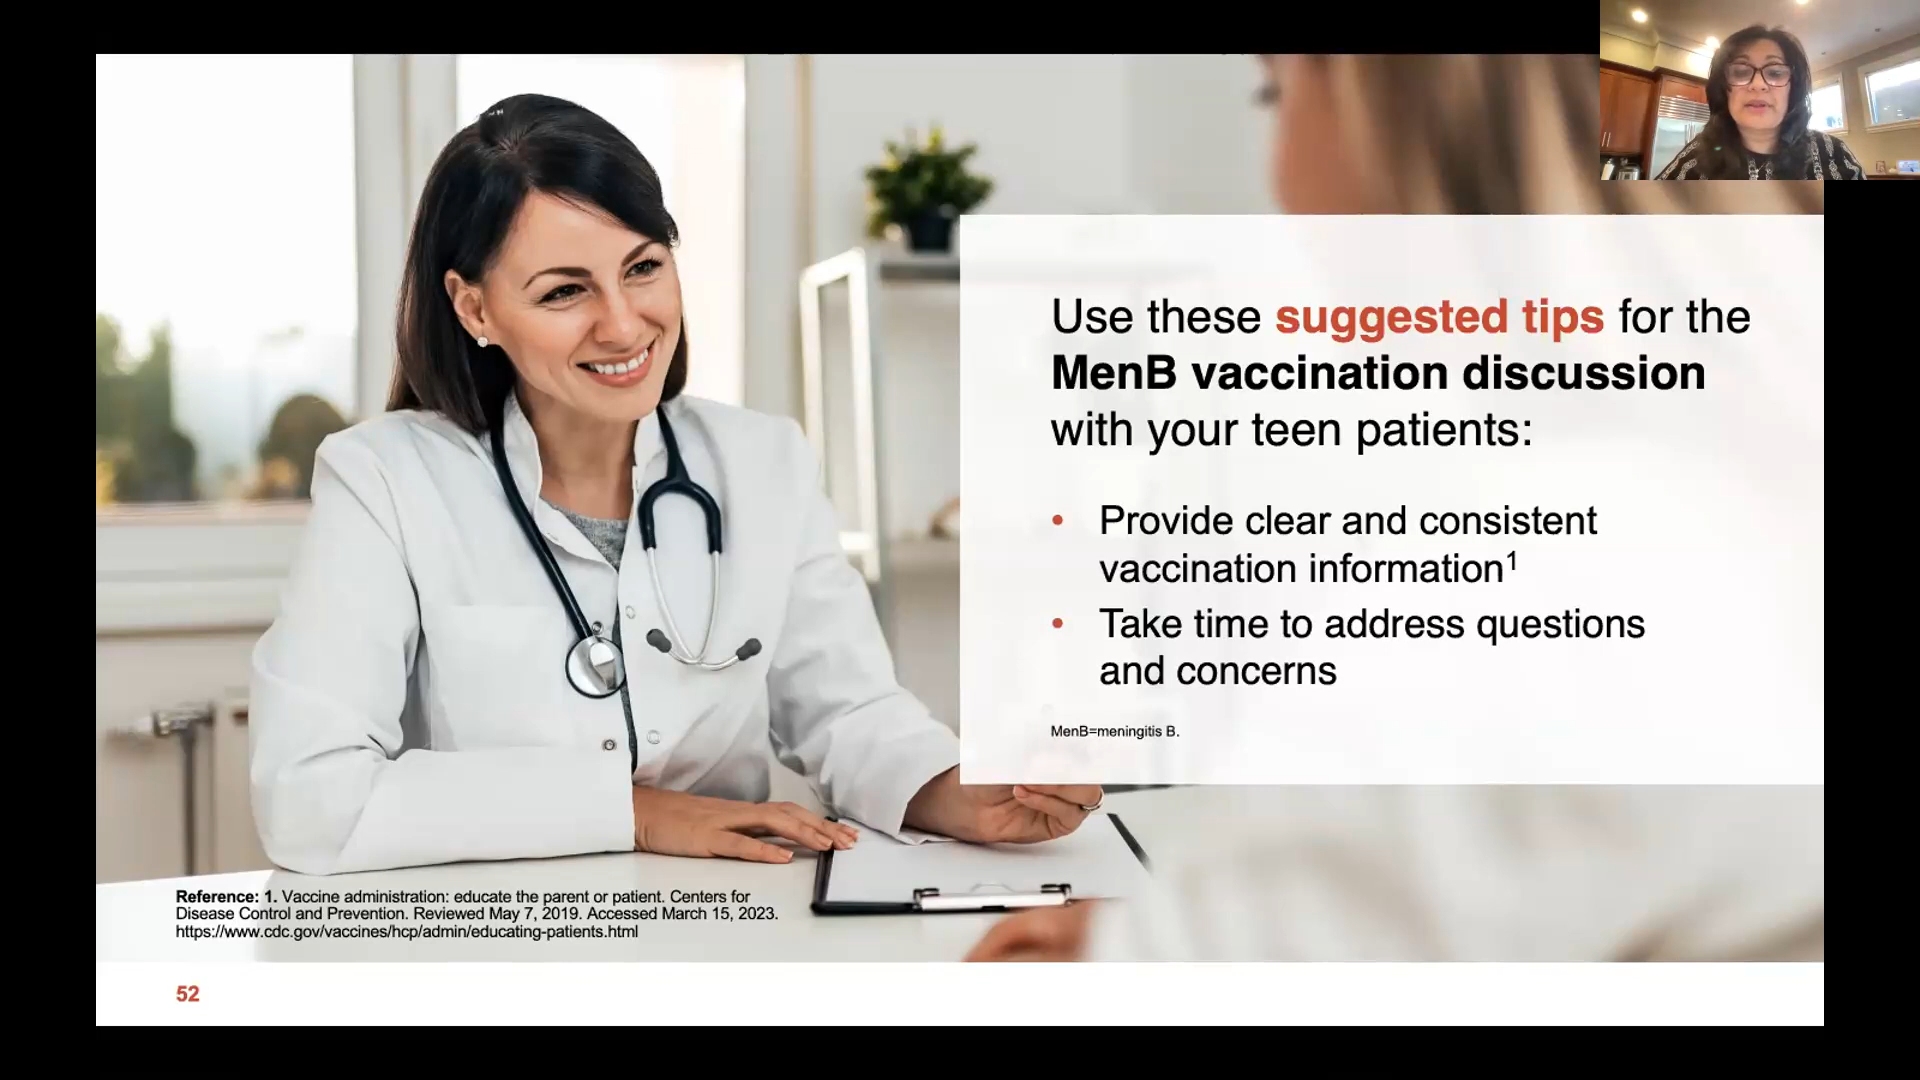 Use these suggested tips for the
MenB vaccination discussion
with your teen patients:
• Provide clear and consistent
vaccination information¹
• Take time to address questions
and concerns
MenB=meningitis B.
Reference: 1. Vaccine administration: educate the parent or patient. Centers for
Disease Control and Prevention. Reviewed May 7, 2019. Accessed March 15, 2023.
https://www.cdc.gov/vaccines/hcp/admin/educating-patients.html
52